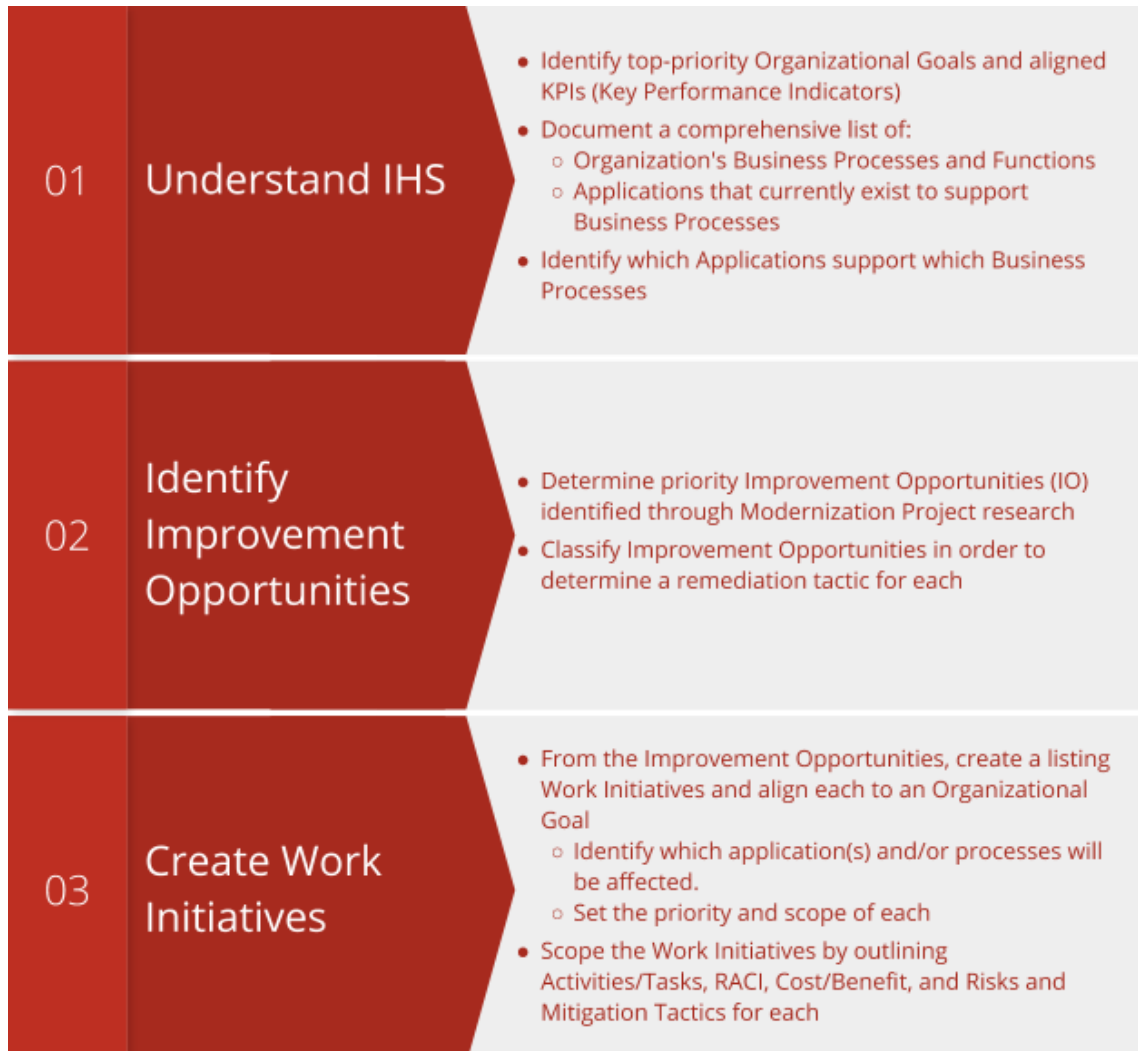 01
Understand IHS
● Identify top-priority Organizational Goals and aligned
KPIs (Key Performance Indicators)
● Document a comprehensive list of:
○ Organization's Business Processes and Functions
○ Applications that currently exist to support
Business Processes
● Identify which Applications support which Business
Processes
02
Identify
Improvement
Opportunities
● Determine priority Improvement Opportunities (IO)
identified through Modernization Project research
● Classify Improvement Opportunities in order to
determine a remediation tactic for each
03
Create Work
Initiatives
● From the Improvement Opportunities, create a listing
Work Initiatives and align each to an Organizational
Goal
○ Identify which application(s) and/or processes will
be affected.
○ Set the priority and scope of each
● Scope the Work Initiatives by outlining
Activities/Tasks, RACI, Cost/Benefit, and Risks and
Mitigation Tactics for each